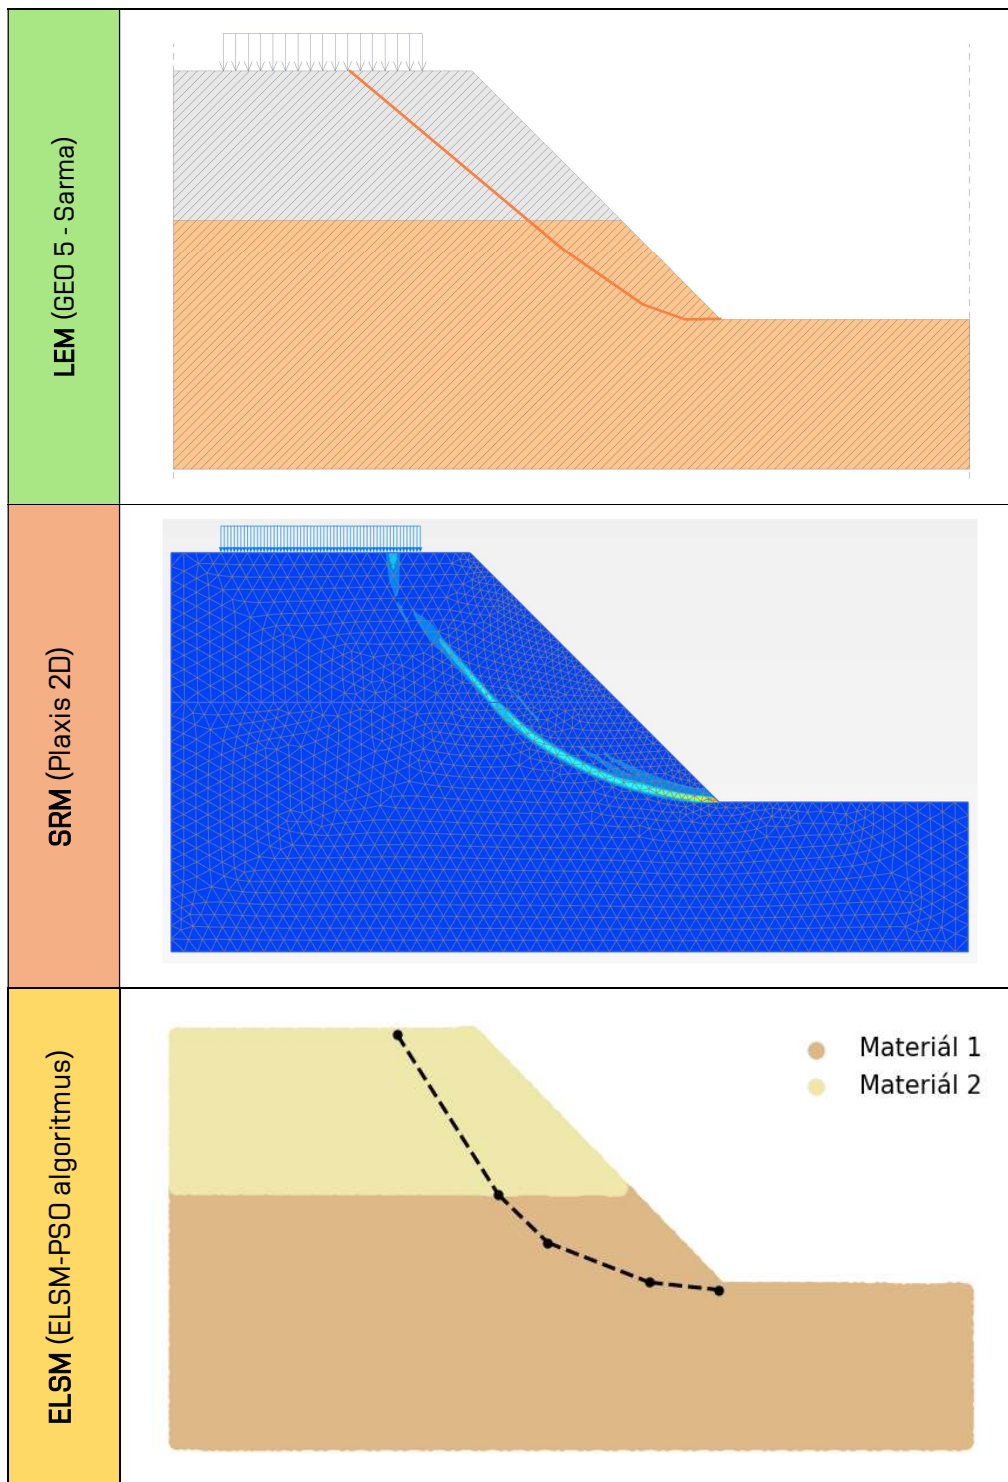 LEM (GEO 5 - Sarma)
SRM (Plaxis 2D)
ELSM (ELSM-PSO algoritmus)
Materiál 1
Materiál 2